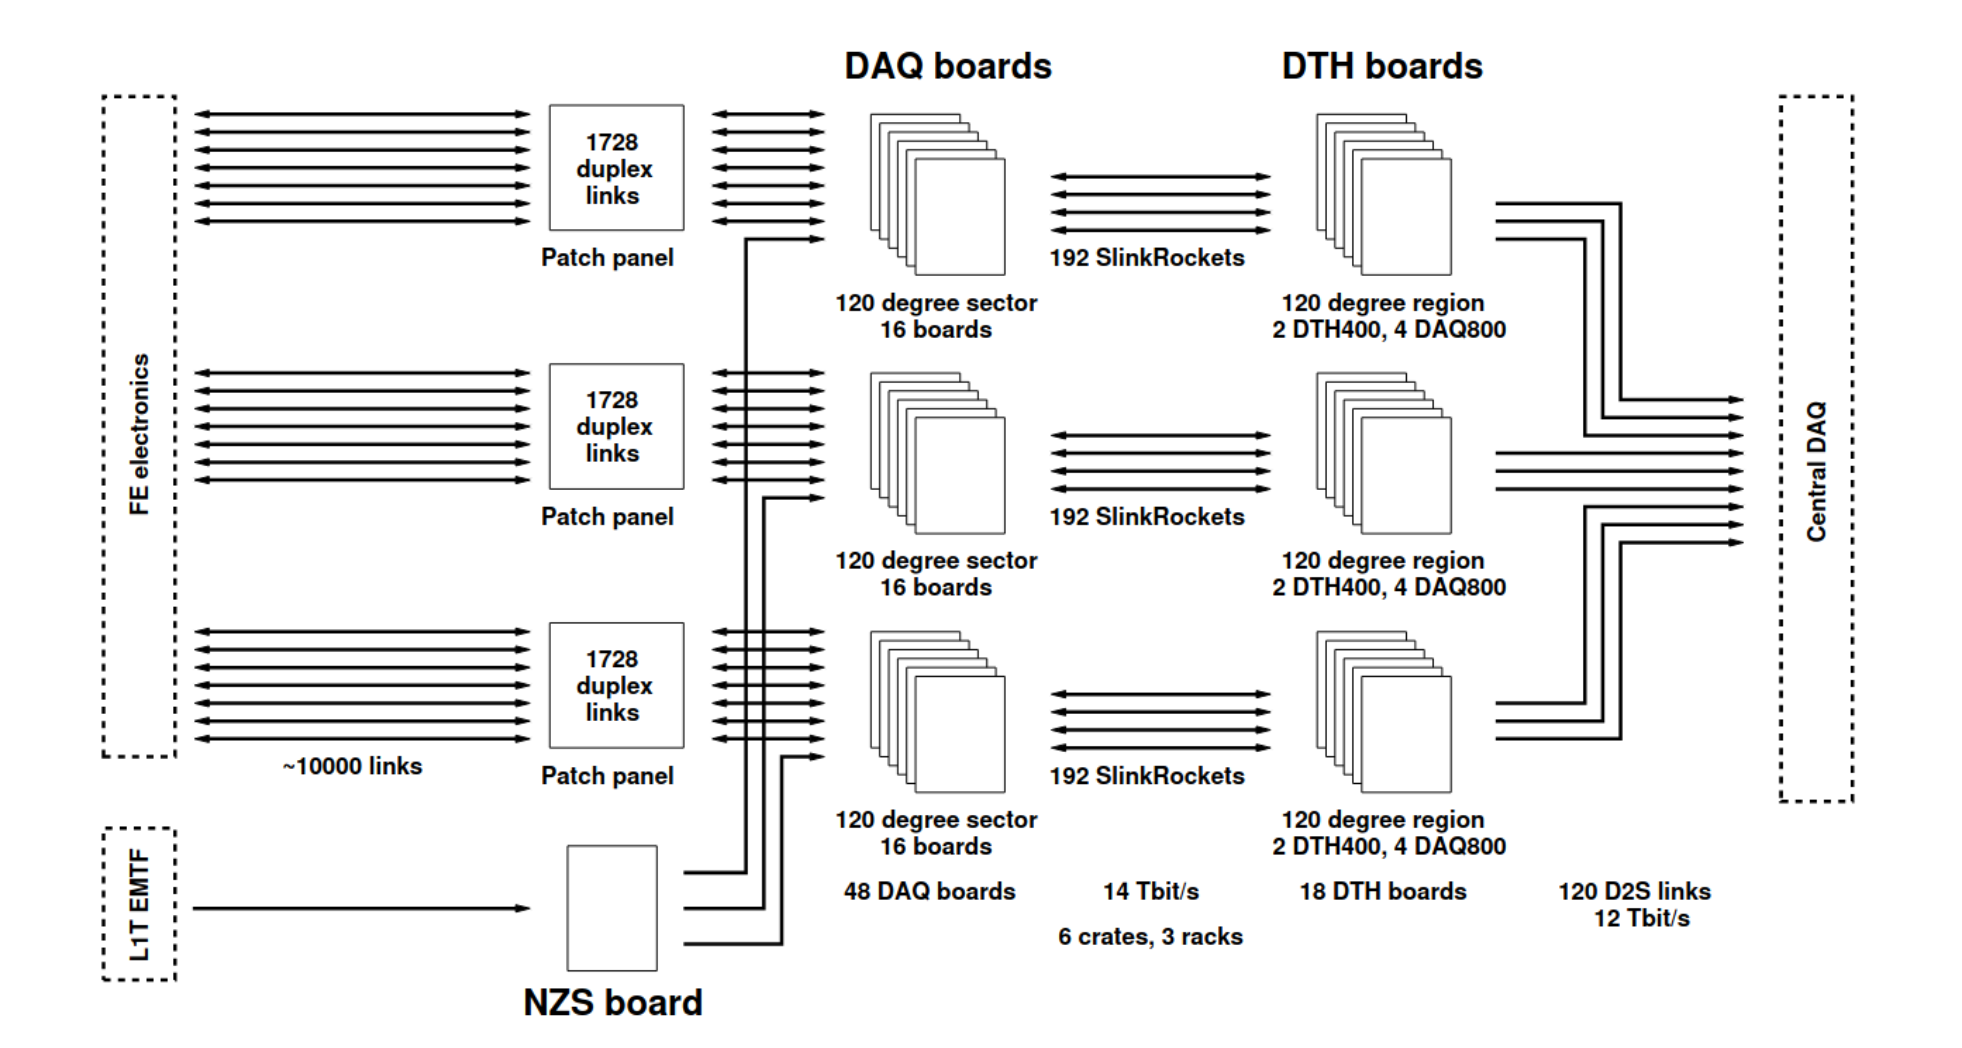 DAQ boards
DTH boards
FE electronics
1728
duplex
links
Patch panel
192 SlinkRockets
120 degree sector
16 boards
120 degree region
2 DTH400, 4 DAQ800
1728
duplex
links
Patch panel
192 SlinkRockets
120 degree sector
16 boards
120 degree region
2 DTH400, 4 DAQ800
Central DAQ
1728
duplex
links
~10000 links
Patch panel
192 SlinkRockets
120 degree sector
16 boards
120 degree region
2 DTH400, 4 DAQ800
L1T EMTF
NZS board
48 DAQ boards
14 Tbit/s
6 crates, 3 racks
18 DTH boards
120 D2S links
12 Tbit/s